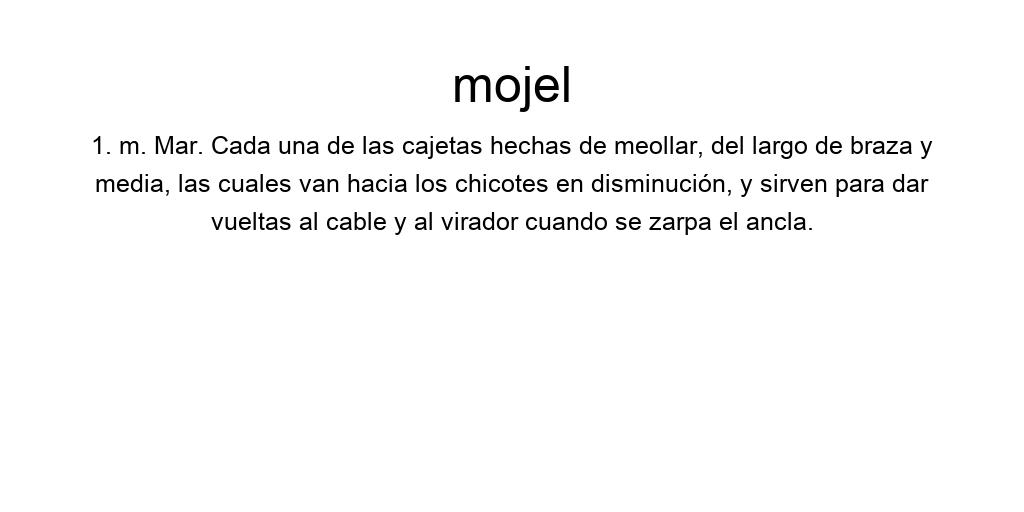 mojel
1. m. Mar. Cada una de las cajetas hechas de meollar, del largo de braza y
media, las cuales van hacia los chicotes en disminución, y sirven para dar
vueltas al cable y al virador cuando se zarpa el ancla.